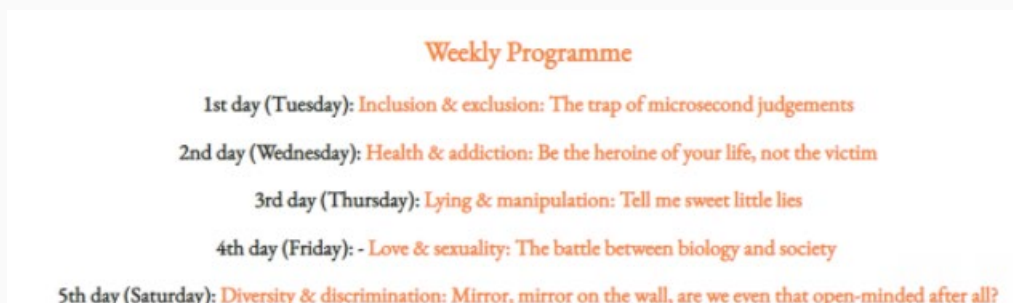 Weekly Programme
1st day (Tuesday): Inclusion & exclusion: The trap of microsecond judgements
2nd day (Wednesday): Health & addiction: Be the heroine of your life, not the victim
3rd day (Thursday): Lying & manipulation: Tell me sweet little lies
4th day (Friday): - Love & sexuality: The battle between biology and society
5th day (Saturday): Diversity & discrimination: Mirror, mirror on the wall, are we even that open-minded after all?